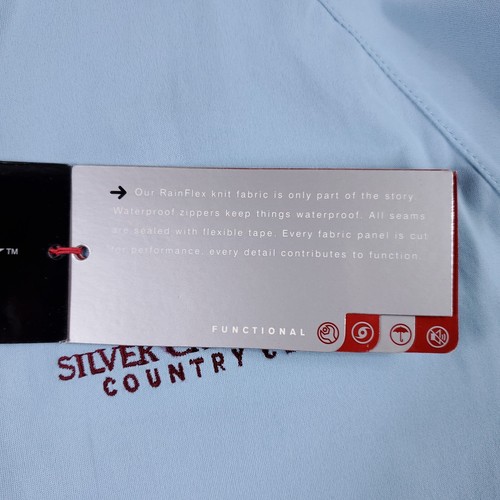 → Our RainFlex knit fabric is only part of the story.
Waterproof zippers keep things waterproof. All seams
are sealed with flexible tape. Every fabric panel is cut
for performance...every detail contributes to function.
FUNCTIONAL
™
SILVER
COUNTRY